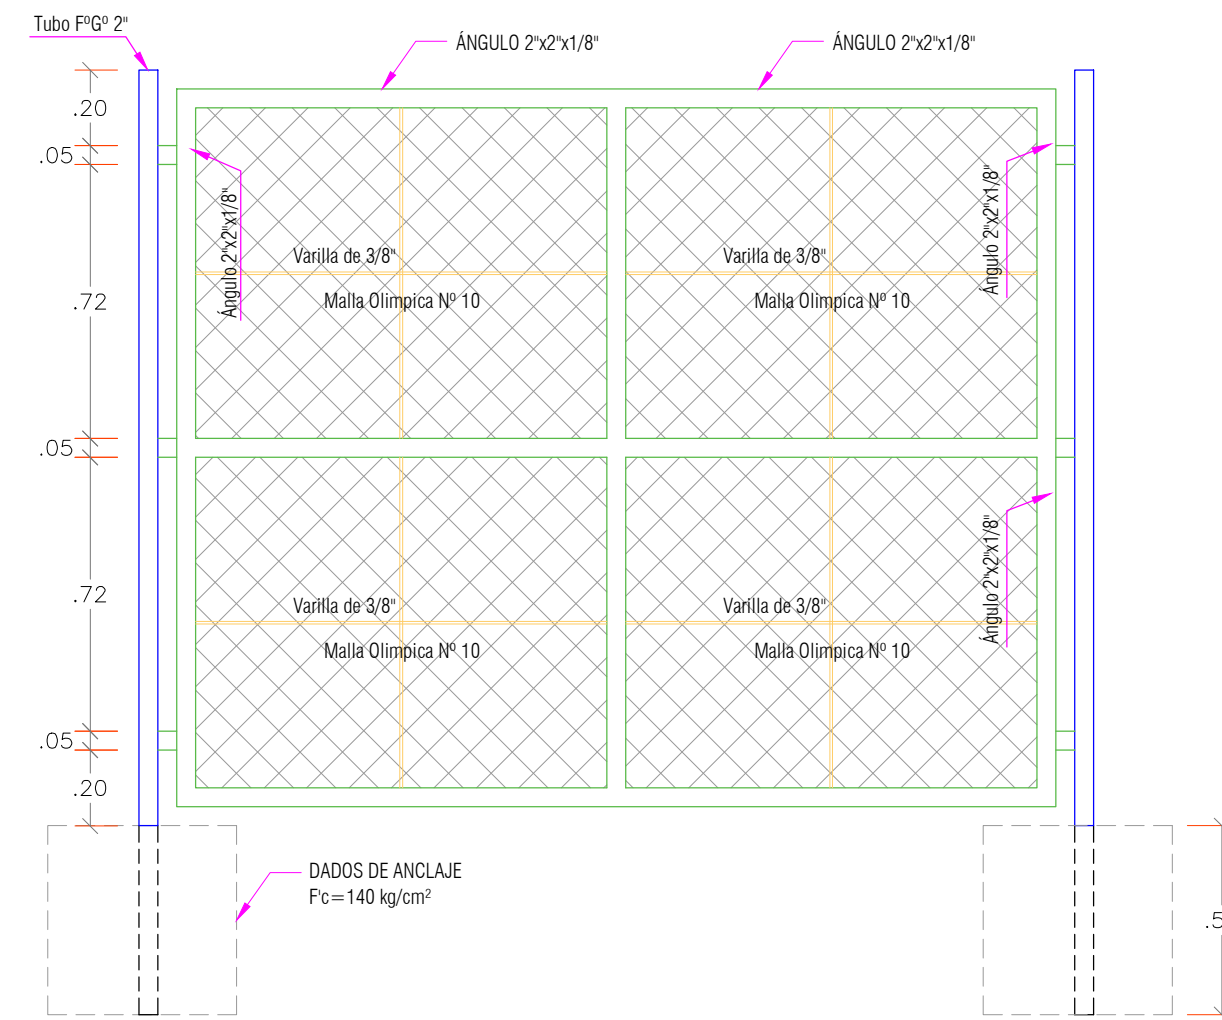 Tubo FºGº 2"
ÁNGULO 2"x2"x1/8"
ÁNGULO 2"x2"x1/8"
.20
.05
.72
.05
.72
.05
.20
Ángulo 2"x2"x1/8"
Ángulo 2"x2"x1/8"
Varilla de 3/8"
Malla Olimpica Nº 10
Varilla de 3/8"
Malla Olimpica Nº 10
Ángulo 2"x2"x1/8"
Varilla de 3/8"
Malla Olimpica Nº 10
Varilla de 3/8"
Malla Olimpica Nº 10
DADOS DE ANCLAJE
F'c=140 kg/cm²
.5